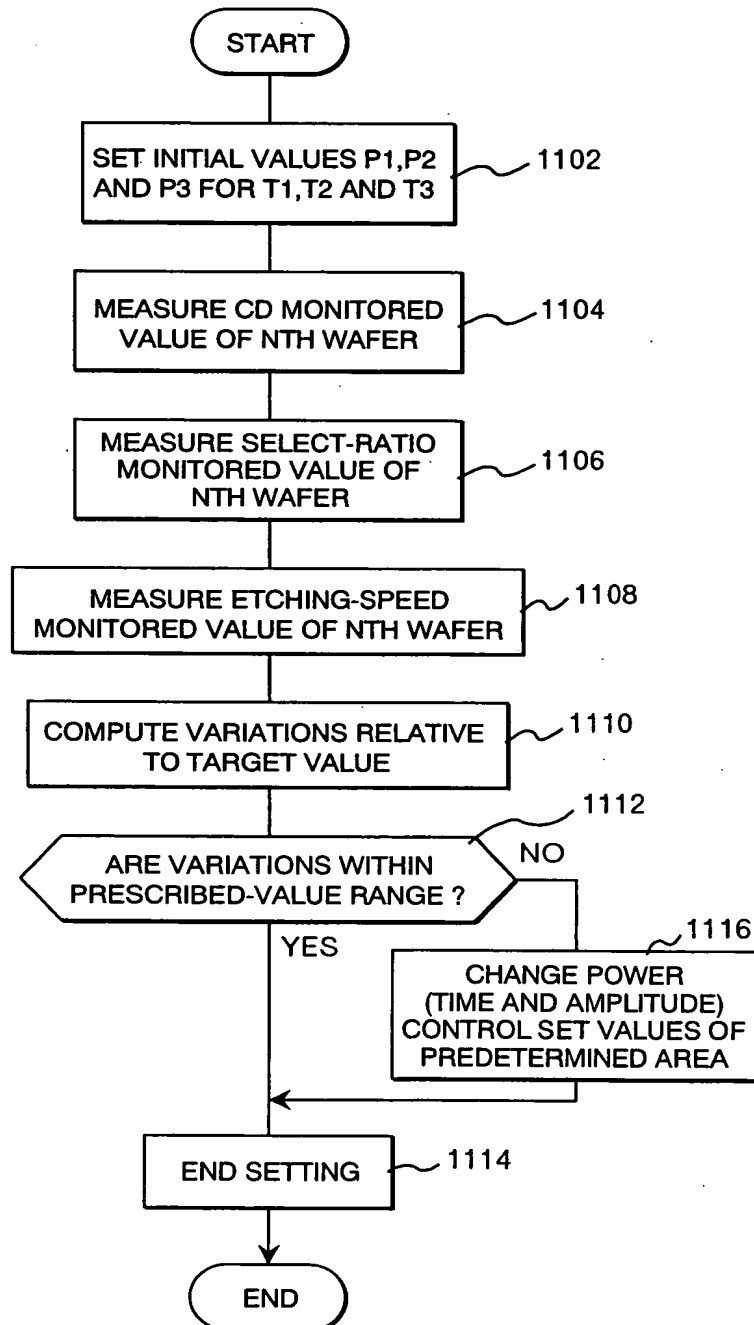 START
SET INITIAL VALUES P1,P2
AND P3 FOR T1,T2 AND T3
1102
MEASURE CD MONITORED
VALUE OF NTH WAFER
1104
MEASURE SELECT-RATIO
MONITORED VALUE OF
NTH WAFER
1106
MEASURE ETCHING-SPEED
MONITORED VALUE OF NTH WAFER
1108
COMPUTE VARIATIONS RELATIVE
TO TARGET VALUE
1110
1112
ARE VARIATIONS WITHIN
PRESCRIBED-VALUE RANGE ?
NO
YES
1116
CHANGE POWER
(TIME AND AMPLITUDE)
CONTROL SET VALUES OF
PREDETERMINED AREA
END SETTING
1114
END